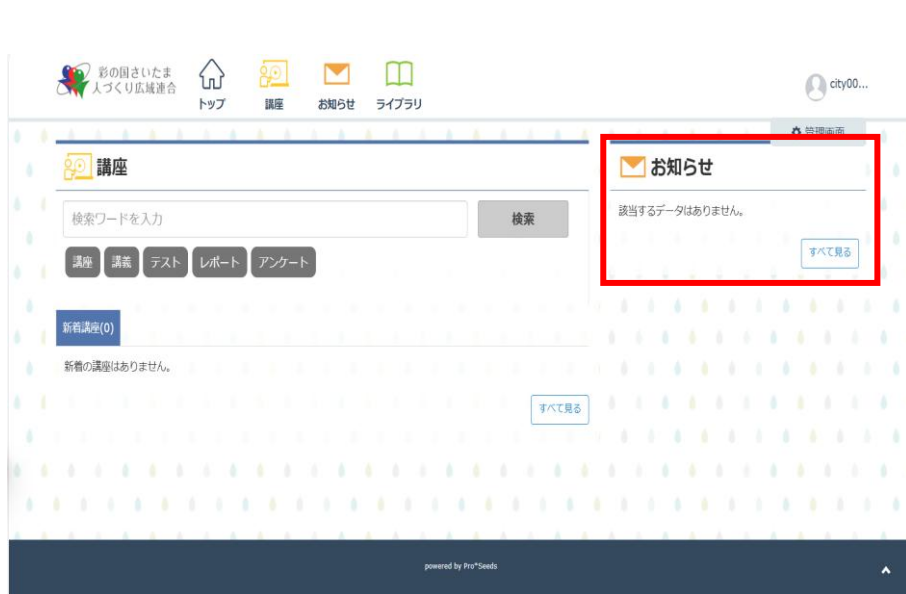 彩の国さいたま
人づくり広域連合
トップ
講座
お知らせ
ライブラリ
city00...
管理画面
講座
検索ワードを入力
検索
講座 講義 テスト レポート アンケート
新着講座(0)
新着の講座はありません。
すべて見る
お知らせ
該当するデータはありません。
すべて見る
powered by Pro*Seeds